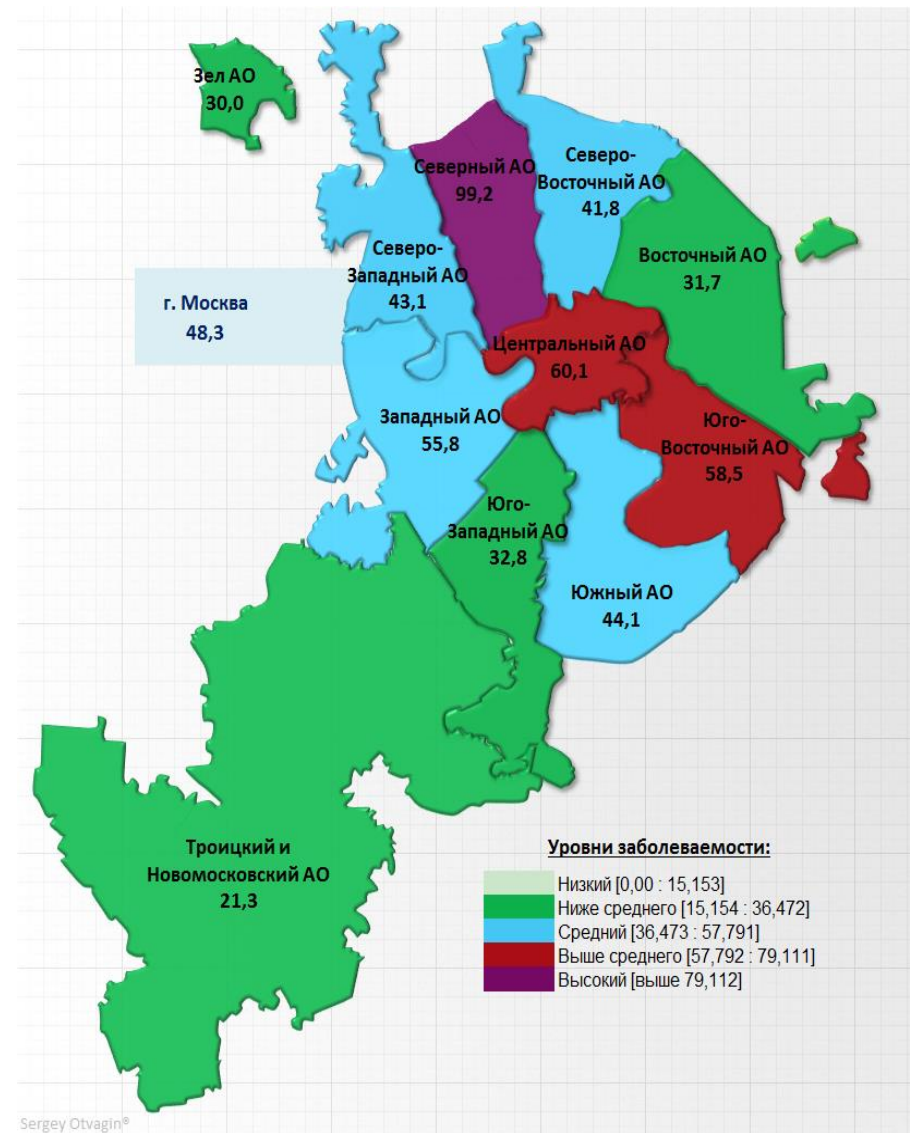 Зел АО
30,0
Северный АО
99,2
Северо-
Восточный АО
41,8
Северо-
Западный АО
43,1
Восточный АО
31,7
г. Москва
48,3
Центральный АО
60,1
Западный АО
55,8
Юго-
Восточный АО
58,5
Юго-
Западный АО
32,8
Южный АО
44,1
Троицкий и
Новомосковский АО
21,3
Уровни заболеваемости:
Низкий [0,00 : 15,153]
Ниже среднего [15,154 : 36,472]
Средний [36,473 : 57,791]
Выше среднего [57,792 : 79,111]
Высокий [выше 79,112]
Sergey Otvagin®